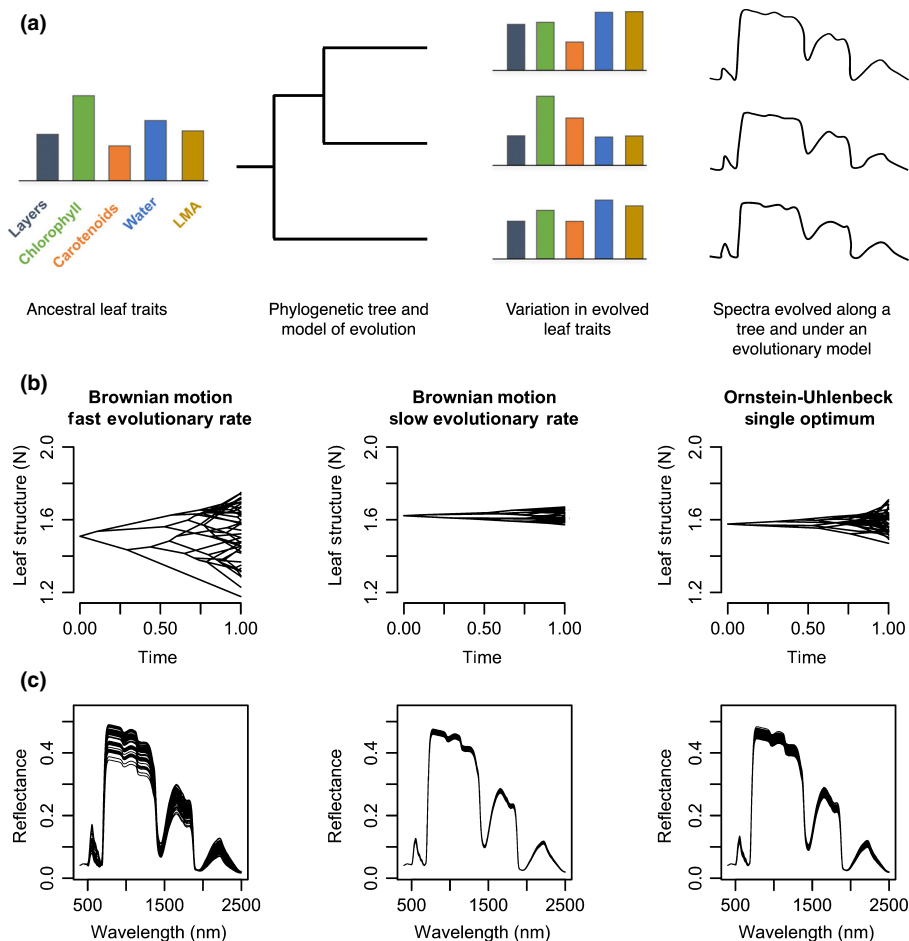 (a)
Layers
Chlorophyll
Carotenoids
Water
LMA
Ancestral leaf traits
Phylogenetic tree and
model of evolution
Variation in evolved
leaf traits
Spectra evolved along a
tree and under an
evolutionary model
(b)
Brownian motion
fast evolutionary rate
Brownian motion
slow evolutionary rate
Ornstein-Uhlenbeck
single optimum
Leaf structure (N)
2.0
1.6
1.2
0.00 0.50 1.00
Time
Leaf structure (N)
2.0
1.6
1.2
0.00 0.50 1.00
Time
Leaf structure (N)
2.0
1.6
1.2
0.00 0.50 1.00
Time
(c)
Reflectance
0.4
0.2
0.0
500 1500 2500
Wavelength (nm)
Reflectance
0.4
0.2
0.0
500 1500 2500
Wavelength (nm)
Reflectance
0.4
0.2
0.0
500 1500 2500
Wavelength (nm)